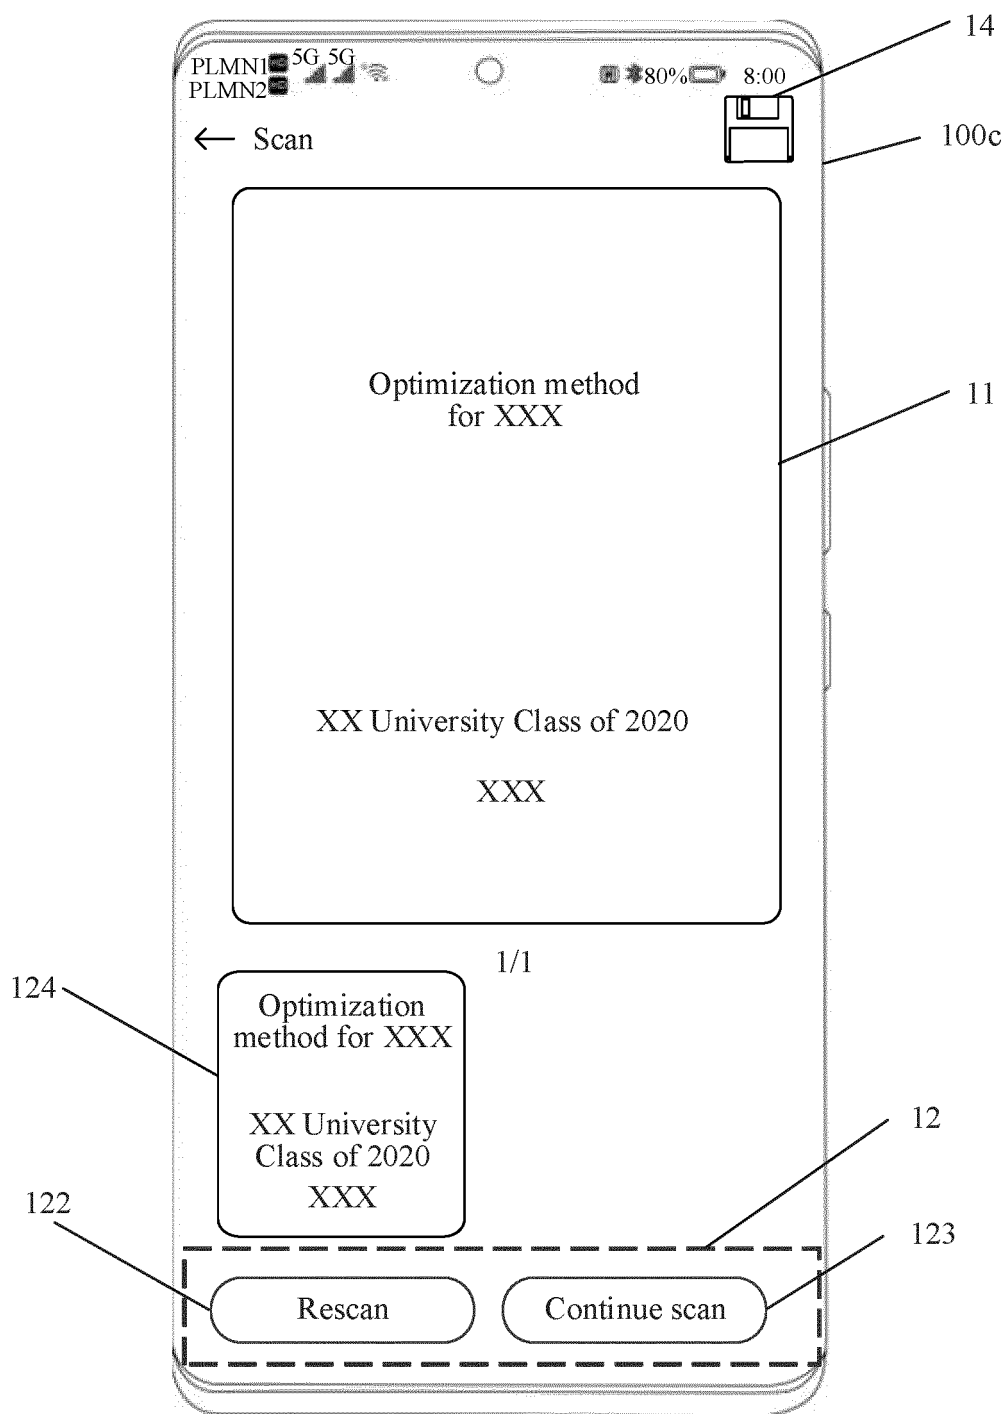 14
PLMN1 5G 5G 80% 8:00
PLMN2
← Scan
100c
Optimization method
for XXX
11
XX University Class of 2020
XXX
1/1
124
Optimization
method for XXX
XX University
Class of 2020
XXX
12
122
123
Rescan
Continue scan